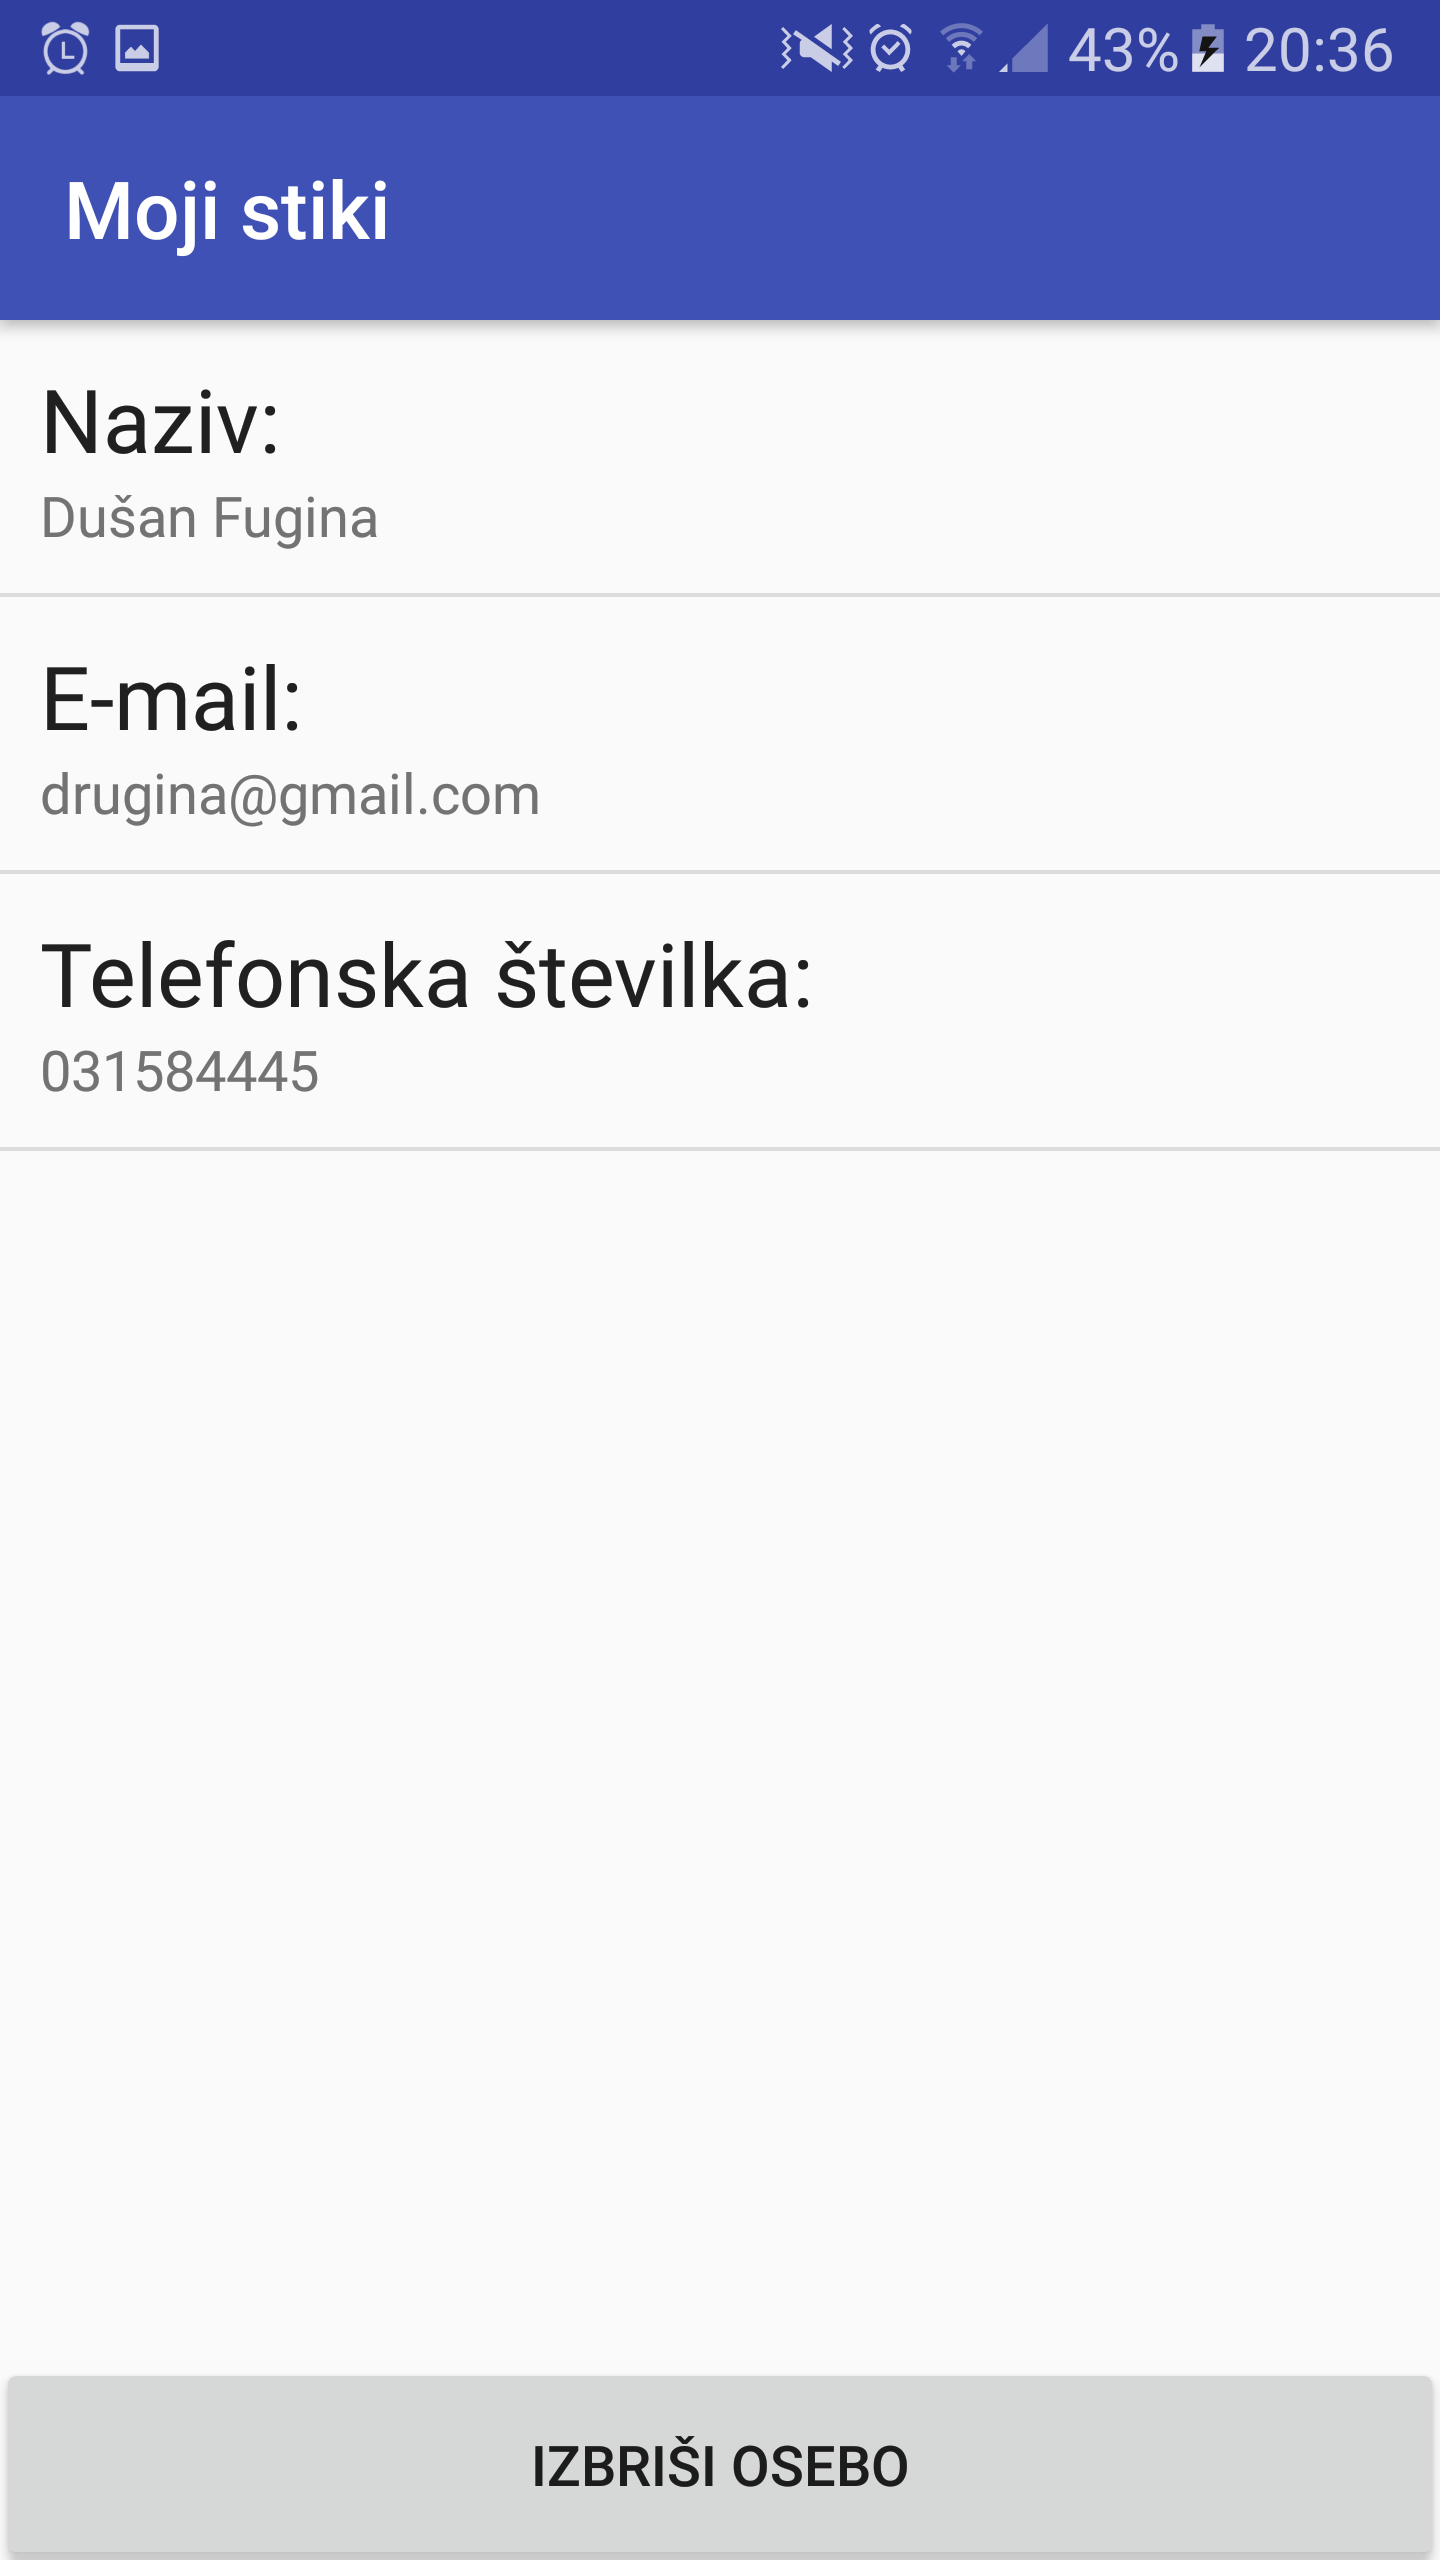 43% 20:36
Moji stiki
Naziv:
Dušan Fugina
E-mail:
drugina@gmail.com
Telefonska številka:
031584445
IZBRIŠI OSEBO